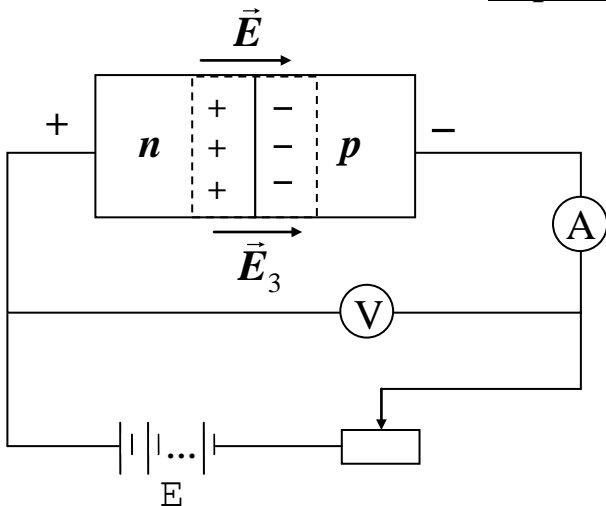 E
+ + − −
n + − p
+ −
E₃
A
V
...
E